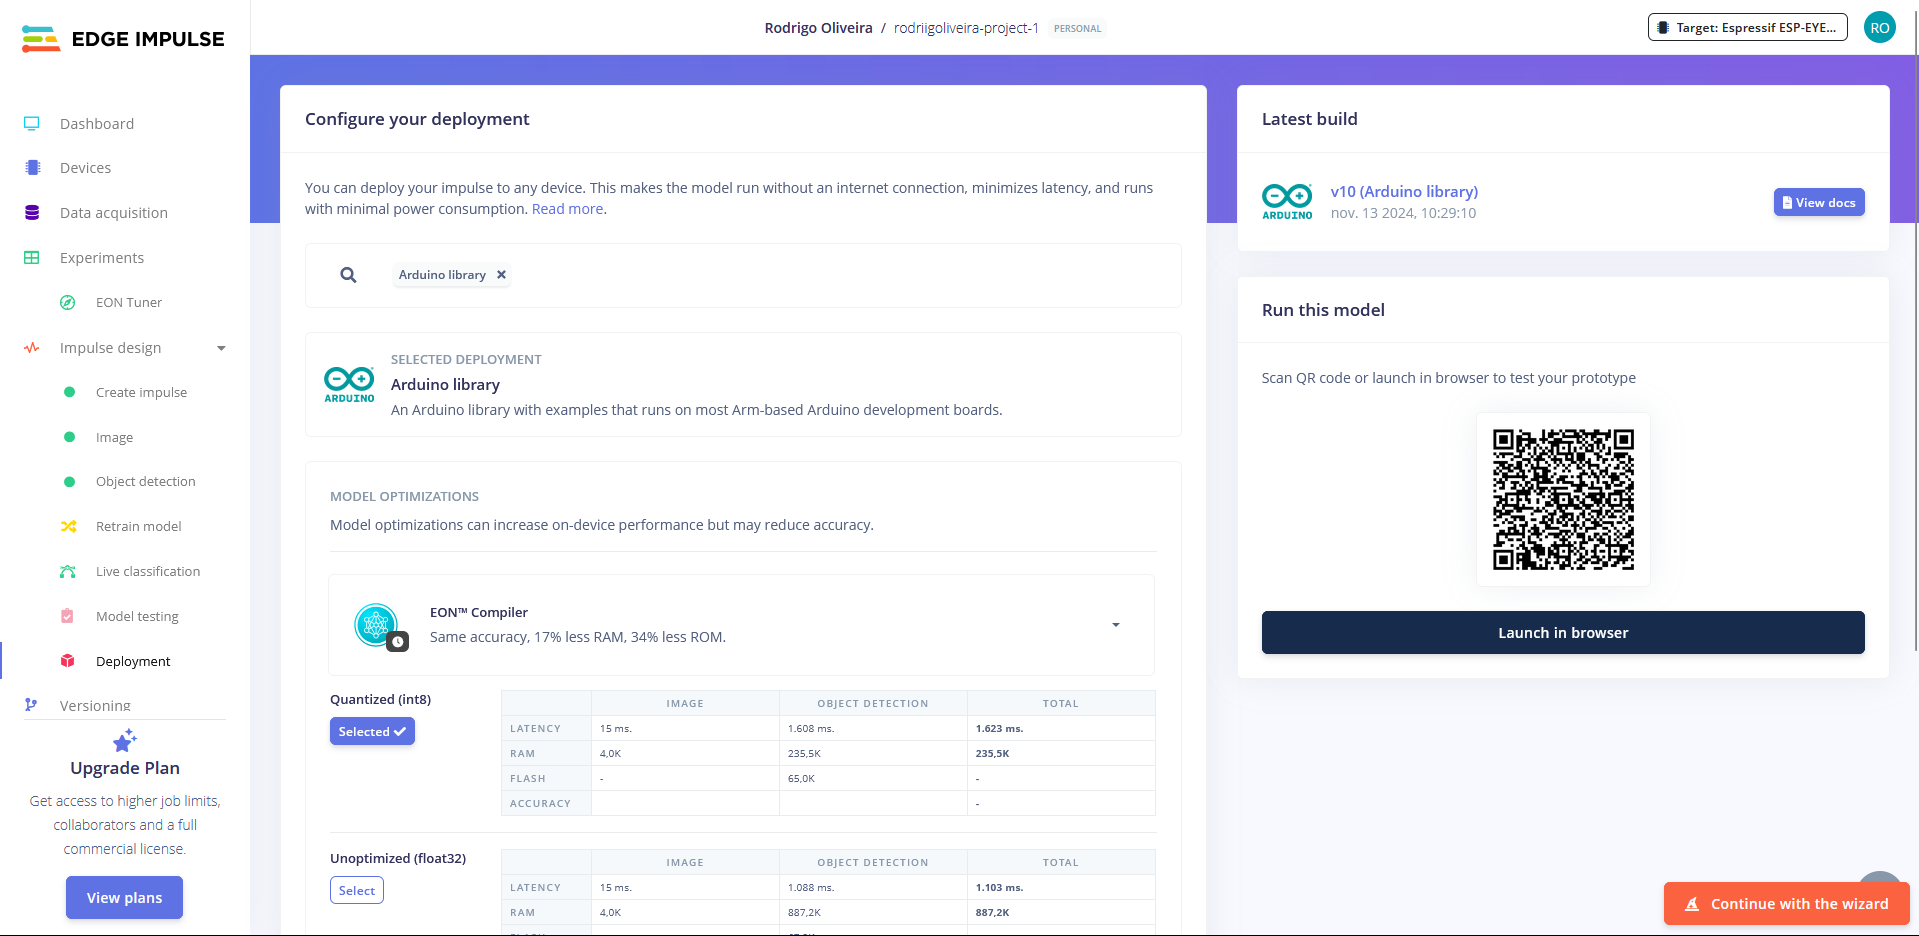 EDGE IMPULSE
Rodrigo Oliveira / rodriigoliveira-project-1 PERSONAL
Target: Espressif ESP-EYE...
RO
Dashboard
Devices
Data acquisition
Experiments
EON Tuner
Impulse design
Create impulse
Image
Object detection
Retrain model
Live classification
Model testing
Deployment
Versioning
Upgrade Plan
Get access to higher job limits,
collaborators and a full
commercial license.
View plans
Configure your deployment
You can deploy your impulse to any device. This makes the model run without an internet connection, minimizes latency, and runs
with minimal power consumption. Read more.
Arduino library ×
SELECTED DEPLOYMENT
ARDUINO
Arduino library
An Arduino library with examples that runs on most Arm-based Arduino development boards.
MODEL OPTIMIZATIONS
Model optimizations can increase on-device performance but may reduce accuracy.
EON™ Compiler
Same accuracy, 17% less RAM, 34% less ROM.
Quantized (int8)
Selected
IMAGE OBJECT DETECTION TOTAL
LATENCY 15 ms. 1.608 ms. 1.623 ms.
RAM 4,0K 235,5K 235,5K
FLASH - 65,0K -
ACCURACY -
Unoptimized (float32)
Select
IMAGE OBJECT DETECTION TOTAL
LATENCY 15 ms. 1.088 ms. 1.103 ms.
RAM 4,0K 887,2K 887,2K
Latest build
ARDUINO
v10 (Arduino library)
nov. 13 2024, 10:29:10
View docs
Run this model
Scan QR code or launch in browser to test your prototype
Launch in browser
Continue with the wizard